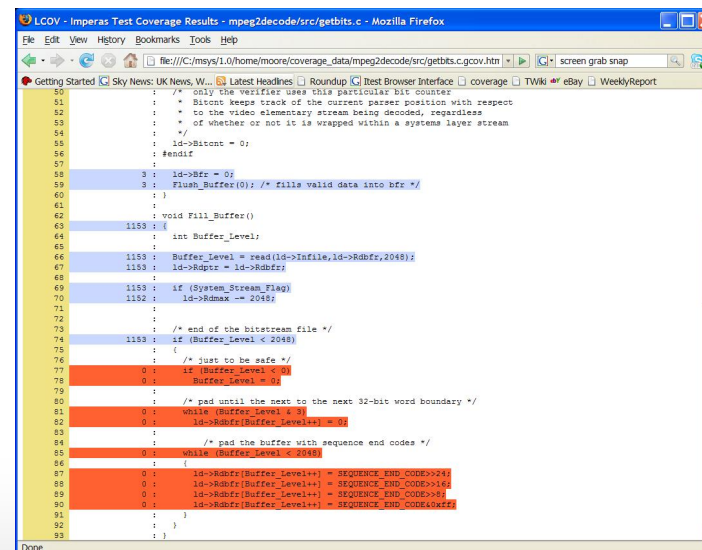 LCOV - Imperas Test Coverage Results - mpeg2decode/src/getbits.c - Mozilla Firefox
File Edit View History Bookmarks Tools Help
file:///C:/msys/1.0/home/moore/coverage_data/mpeg2decode/src/getbits.c.gcov.htm G screen grab snap
Getting Started G Sky News: UK News, W... Latest Headlines Roundup G Itest Browser Interface coverage TWiki eBay WeeklyReport
50 : /* only the verifier uses this particular bit counter
51 : * Bitcnt keeps track of the current parser position with respect
52 : * to the video elementary stream being decoded, regardless
53 : * of whether or not it is wrapped within a systems layer stream
54 : */
55 : ld->Bitcnt = 0;
56 : #endif
57 :
58 3 : ld->Bfr = 0;
59 3 : Flush_Buffer(0); /* fills valid data into bfr */
60 : }
61 :
62 : void Fill_Buffer()
63 1153 : {
64 : int Buffer_Level;
65 :
66 1153 : Buffer_Level = read(ld->Infile,ld->Rdbfr,2048);
67 1153 : ld->Rdptr = ld->Rdbfr;
68 :
69 1153 : if (System_Stream_Flag)
70 1152 : ld->Rdmax -= 2048;
71 :
72 :
73 : /* end of the bitstream file */
74 1153 : if (Buffer_Level < 2048)
75 : {
76 : /* just to be safe */
77 0 : if (Buffer_Level < 0)
78 0 : Buffer_Level = 0;
79 :
80 : /* pad until the next to the next 32-bit word boundary */
81 0 : while (Buffer_Level & 3)
82 0 : ld->Rdbfr[Buffer_Level++] = 0;
83 :
84 : /* pad the buffer with sequence end codes */
85 0 : while (Buffer_Level < 2048)
86 : {
87 0 : ld->Rdbfr[Buffer_Level++] = SEQUENCE_END_CODE>>24;
88 0 : ld->Rdbfr[Buffer_Level++] = SEQUENCE_END_CODE>>16;
89 0 : ld->Rdbfr[Buffer_Level++] = SEQUENCE_END_CODE>>8;
90 0 : ld->Rdbfr[Buffer_Level++] = SEQUENCE_END_CODE&0xff;
91 : }
92 : }
93 : }
Done